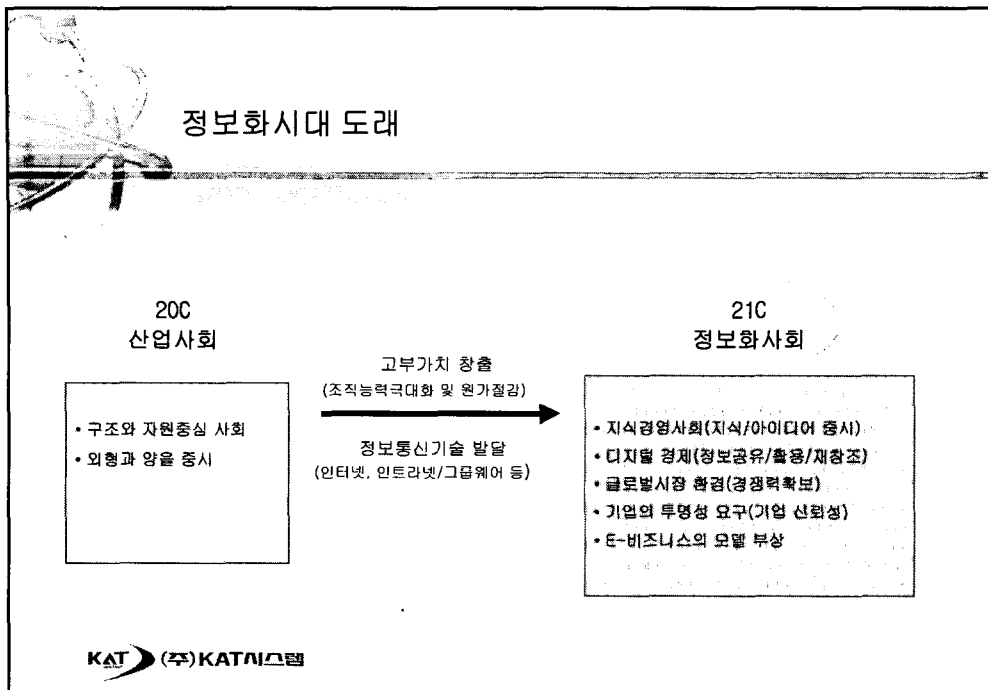 정보화시대 도래
20C
산업사회
• 구조와 자원중심 사회
• 외형과 양을 중시
고부가치 창출
(조직능력극대화 및 원가절감)
정보통신기술 발달
(인터넷, 인트라넷/그룹웨어 등)
21C
정보화사회
• 지식경영사회(지식/아이디어 중시)
• 디지털 경제(정보공유/활용/재창조)
• 글로벌시장 환경(경쟁력확보)
• 기업의 투명성 요구(기업 신뢰성)
• E-비즈니스의 모델 부상
KAT (주)KAT시스템